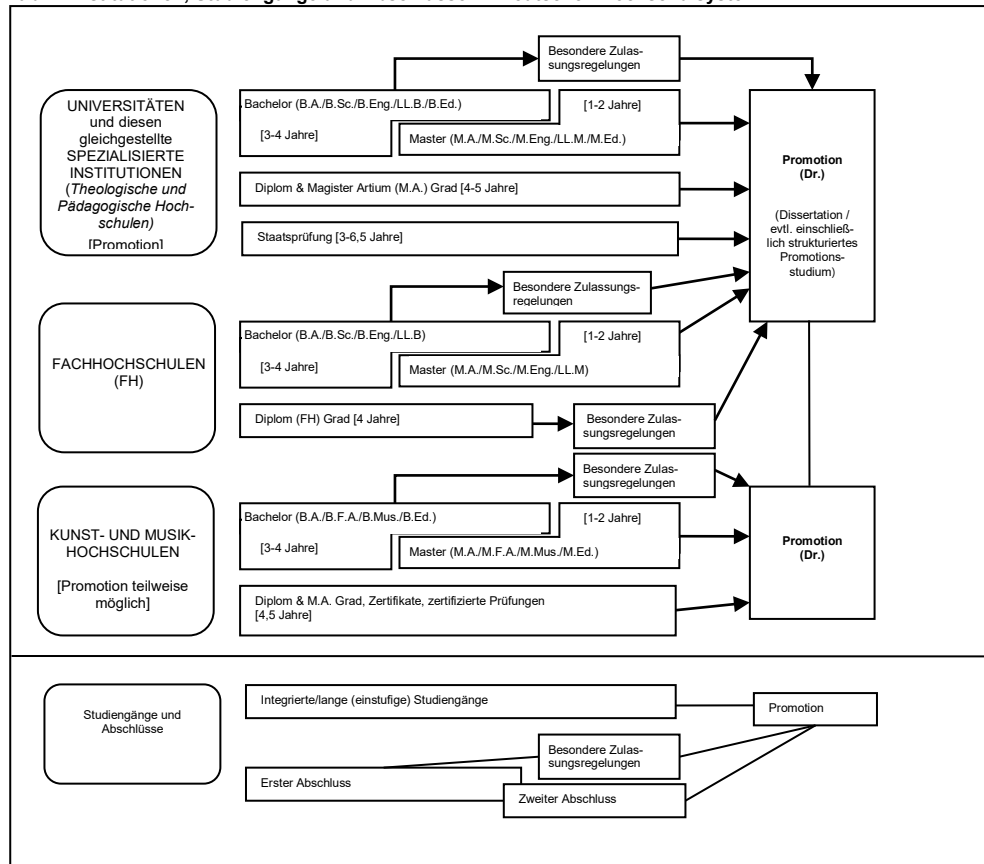 Besondere Zulas-
sungsregelungen
UNIVERSITÄTEN
und diesen
gleichgestellte
SPEZIALISIERTE
INSTITUTIONEN
(Theologische und
Pädagogische Hoch-
schulen)
[Promotion]
Bachelor (B.A./B.Sc./B.Eng./LL.B./B.Ed.)
[3-4 Jahre]
[1-2 Jahre]
Master (M.A./M.Sc./M.Eng./LL.M./M.Ed.)
Diplom & Magister Artium (M.A.) Grad [4-5 Jahre]
Staatsprüfung [3-6,5 Jahre]
Promotion
(Dr.)
(Dissertation /
evtl. einschließ-
lich strukturiertes
Promotions-
studium)
Besondere Zulassungs-
regelungen
FACHHOCHSCHULEN
(FH)
Bachelor (B.A./B.Sc./B.Eng./LL.B)
[3-4 Jahre]
[1-2 Jahre]
Master (M.A./M.Sc./M.Eng./LL.M)
Diplom (FH) Grad [4 Jahre]
Besondere Zulas-
sungsregelungen
Besondere Zulas-
sungsregelungen
KUNST- UND MUSIK-
HOCHSCHULEN
[Promotion teilweise
möglich]
Bachelor (B.A./B.F.A./B.Mus./B.Ed.)
[3-4 Jahre]
[1-2 Jahre]
Master (M.A./M.F.A./M.Mus./M.Ed.)
Diplom & M.A. Grad, Zertifikate, zertifizierte Prüfungen
[4,5 Jahre]
Promotion
(Dr.)
Studiengänge und
Abschlüsse
Integrierte/lange (einstufige) Studiengänge
Promotion
Besondere Zulas-
sungsregelungen
Erster Abschluss
Zweiter Abschluss